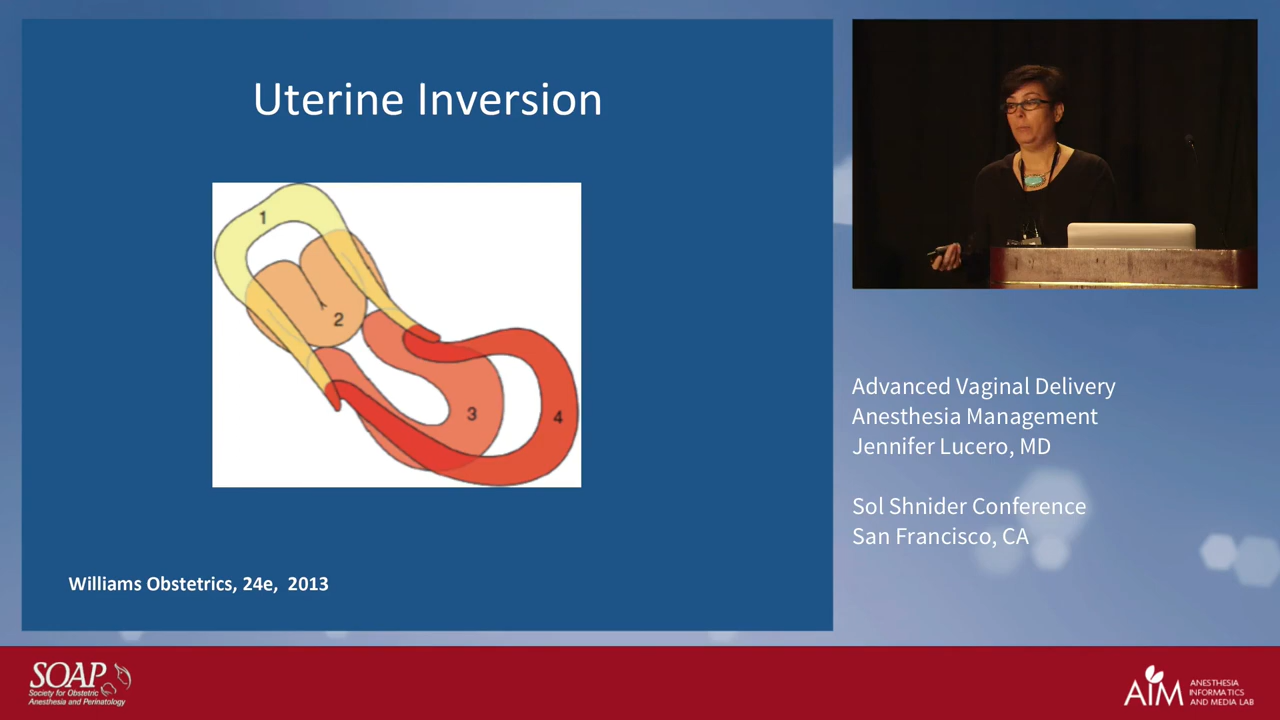 Uterine Inversion
1
2
3
4
Williams Obstetrics, 24e, 2013
Advanced Vaginal Delivery
Anesthesia Management
Jennifer Lucero, MD
Sol Shnider Conference
San Francisco, CA
SOAP
Society for Obstetric
Anesthesia and Perinatology
AIM
ANESTHESIA
INFORMATICS
AND MEDIA LAB